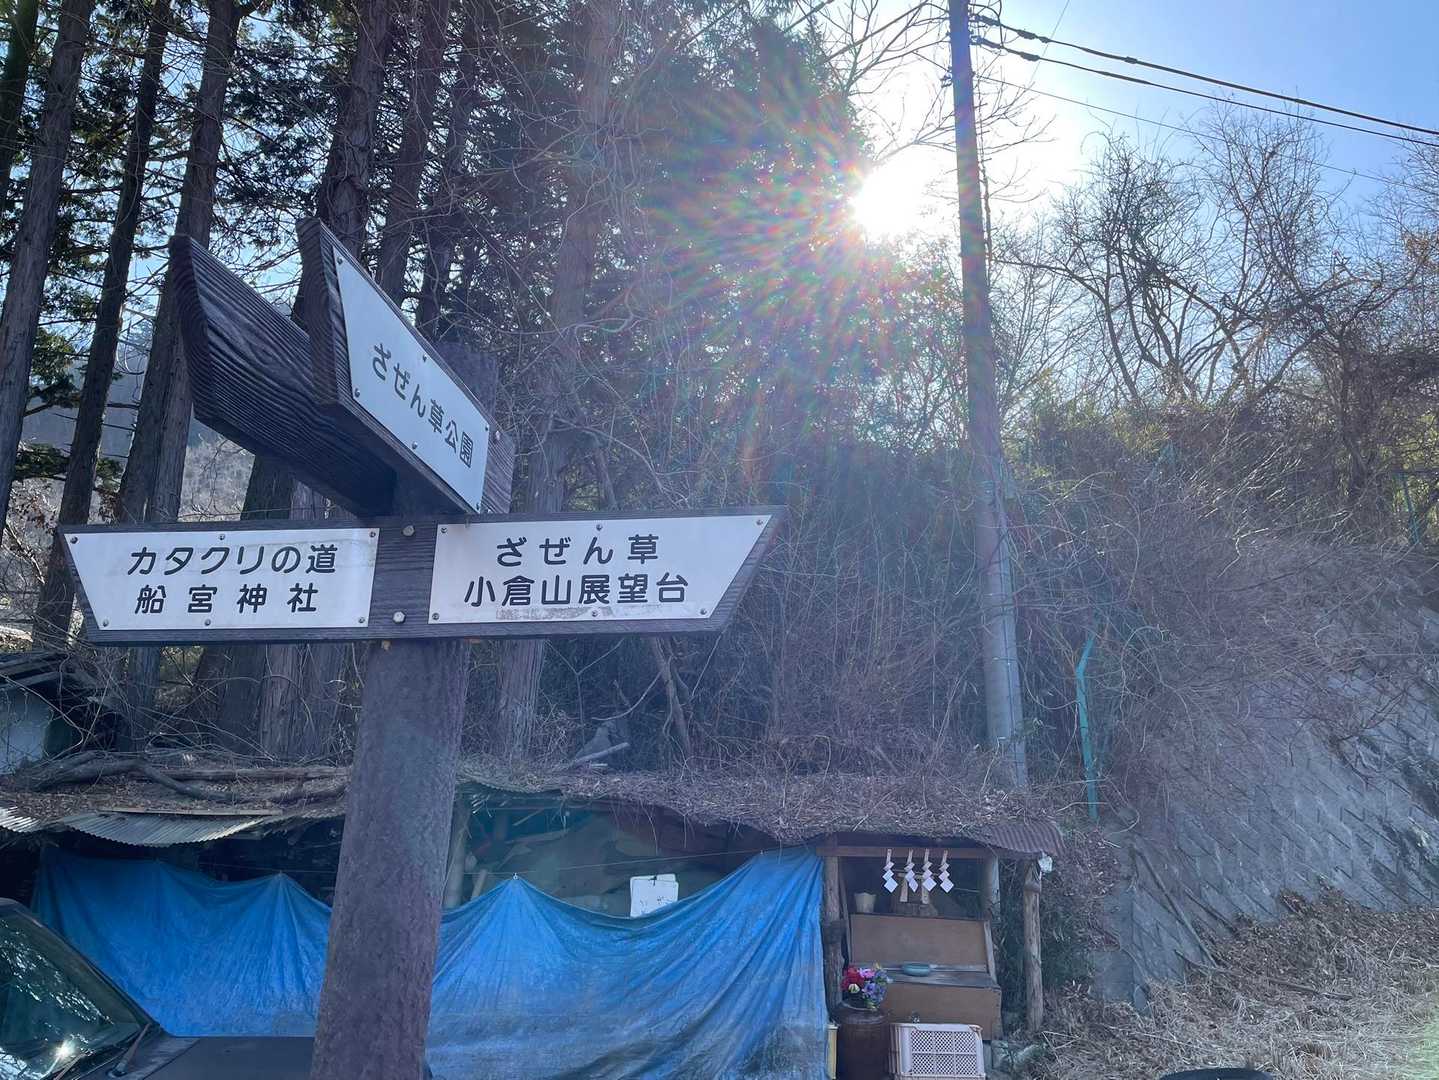 ざぜん草公園
カタクリの道
船宮神社
ざぜん草
小倉山展望台